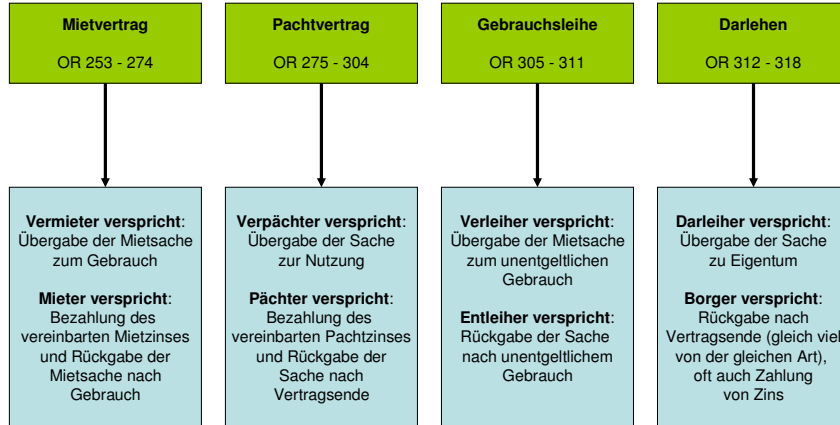 Mietvertrag
OR 253 - 274
Pachtvertrag
OR 275 - 304
Gebrauchsleihe
OR 305 - 311
Darlehen
OR 312 - 318
Vermieter verspricht:
Übergabe der Mietsache
zum Gebrauch
Mieter verspricht:
Bezahlung des
vereinbarten Mietzinses
und Rückgabe der
Mietsache nach
Gebrauch
Verpächter verspricht:
Übergabe der Sache
zur Nutzung
Pächter verspricht:
Bezahlung des
vereinbarten Pachtzinses
und Rückgabe der
Sache nach
Vertragsende
Verleiher verspricht:
Übergabe der Mietsache
zum unentgeltlichen
Gebrauch
Entleiher verspricht:
Rückgabe der Sache
nach unentgeltlichem
Gebrauch
Darleiher verspricht:
Übergabe der Sache
zu Eigentum
Borger verspricht:
Rückgabe nach
Vertragsende (gleich viel
von der gleichen Art),
oft auch Zahlung
von Zins